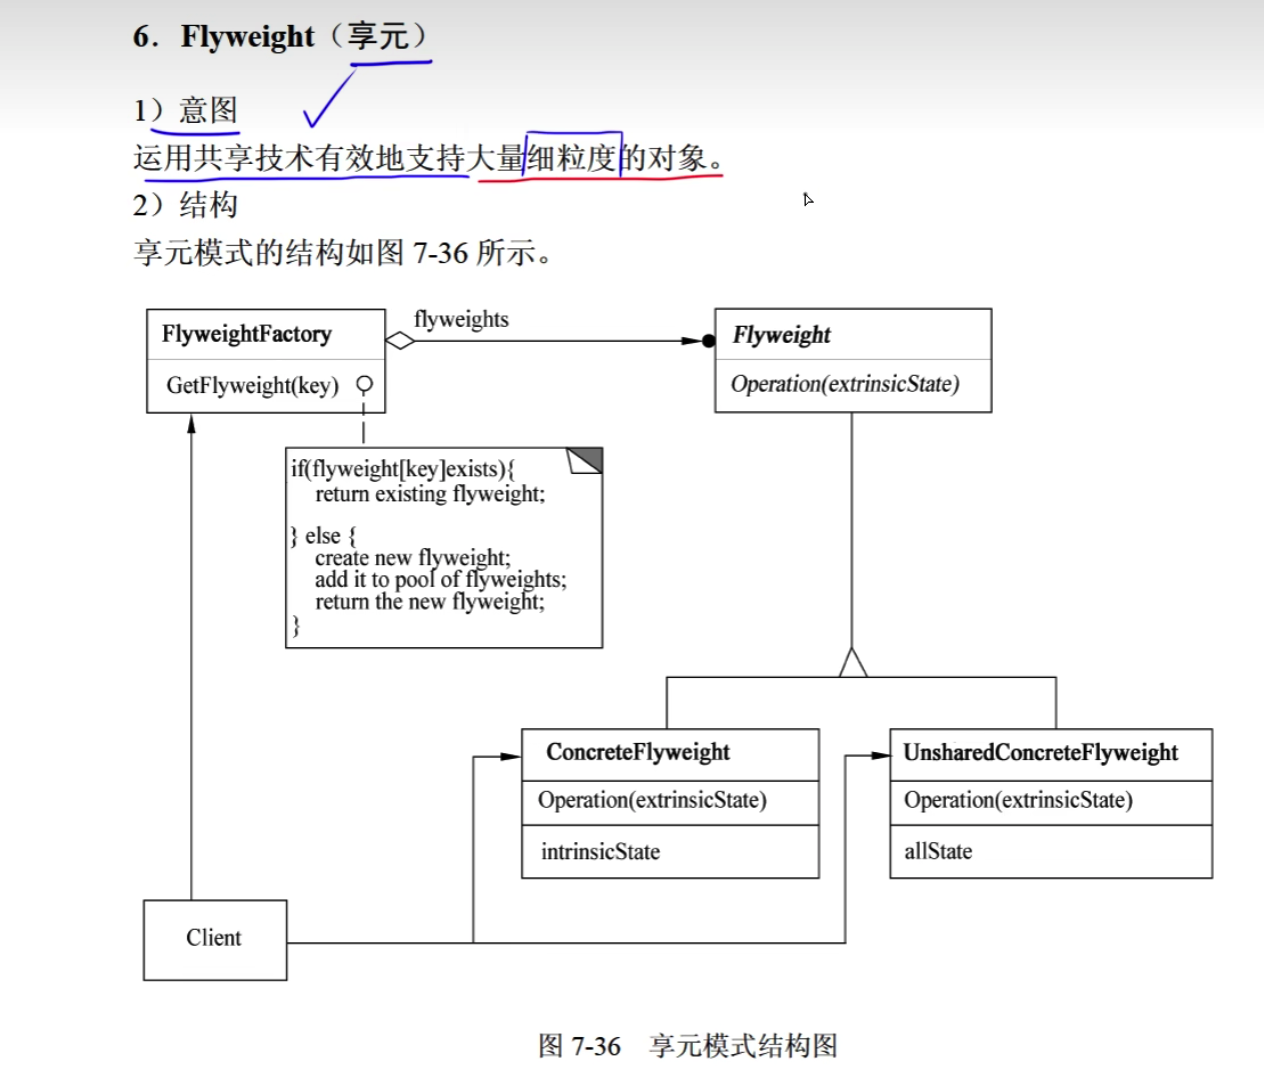 6. Flyweight（享元）
1）意图
运用共享技术有效地支持大量细粒度的对象。
2）结构
享元模式的结构如图 7-36 所示。
flyweights
FlyweightFactory
GetFlyweight(key)
Flyweight
Operation(extrinsicState)
if(flyweight[key]exists){
return existing flyweight;
} else {
create new flyweight;
add it to pool of flyweights;
return the new flyweight;
}
ConcreteFlyweight
Operation(extrinsicState)
intrinsicState
UnsharedConcreteFlyweight
Operation(extrinsicState)
allState
Client
图 7-36 享元模式结构图